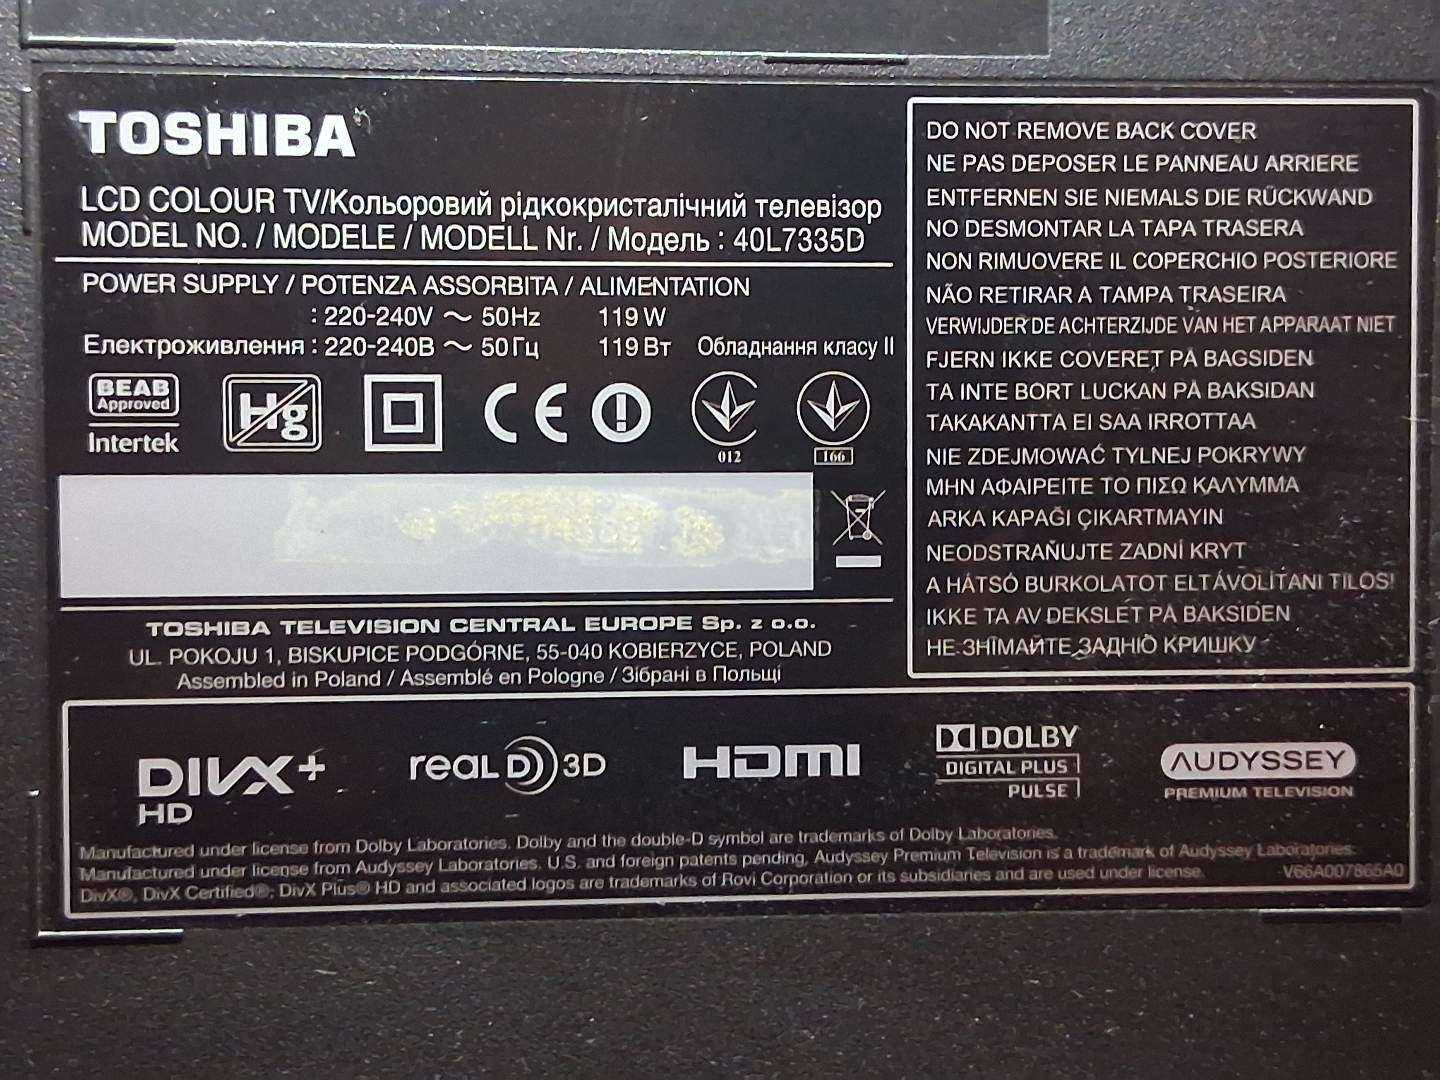 TOSHIBA
LCD COLOUR TV/Кольоровий рідкокристалічний телевізор
MODEL NO. / MODELE / MODELL Nr. / Модель : 40L7335D
POWER SUPPLY / POTENZA ASSORBITA / ALIMENTATION
: 220-240V ～ 50Hz 119 W
Електроживлення : 220-240В ～ 50Гц 119 Вт Обладнання класу II
BEAB
Approved
Intertek
Hg
CE
012
166
TOSHIBA TELEVISION CENTRAL EUROPE Sp. z o.o.
UL. POKOJU 1, BISKUPICE PODGÓRNE, 55-040 KOBIERZYCE, POLAND
Assembled in Poland / Assemblé en Pologne / Зібрані в Польщі
DO NOT REMOVE BACK COVER
NE PAS DEPOSER LE PANNEAU ARRIERE
ENTFERNEN SIE NIEMALS DIE RÜCKWAND
NO DESMONTAR LA TAPA TRASERA
NON RIMUOVERE IL COPERCHIO POSTERIORE
NÃO RETIRAR A TAMPA TRASEIRA
VERWIJDER DE ACHTERZIJDE VAN HET APPARAAT NIET
FJERN IKKE COVERET PÅ BAGSIDEN
TA INTE BORT LUCKAN PÅ BAKSIDAN
TAKAKANTTA EI SAA IRROTTAA
NIE ZDEJMOWAĆ TYLNEJ POKRYWY
ΜΗΝ ΑΦΑΙΡΕΙΤΕ ΤΟ ΠΙΣΩ ΚΑΛΥΜΜΑ
ARKA KAPAĞI ÇIKARTMAYIN
NEODSTRAŇUJTE ZADNÍ KRYT
A HÁTSÓ BURKOLATOT ELTÁVOLÍTANI TILOS!
IKKE TA AV DEKSLET PÅ BAKSIDEN
НЕ ЗНІМАЙТЕ ЗАДНЮ КРИШКУ
DIVX+
HD
REAL D 3D
HDMI
DOLBY
DIGITAL PLUS
PULSE
AUDYSSEY
PREMIUM TELEVISION
Manufactured under license from Dolby Laboratories. Dolby and the double-D symbol are trademarks of Dolby Laboratories.
Manufactured under license from Audyssey Laboratories. U.S. and foreign patents pending, Audyssey Premium Television is a trademark of Audyssey Laboratories.
DivX®, DivX Certified®, DivX Plus® HD and associated logos are trademarks of Rovi Corporation or its subsidiaries and are used under license. V66A007865A0